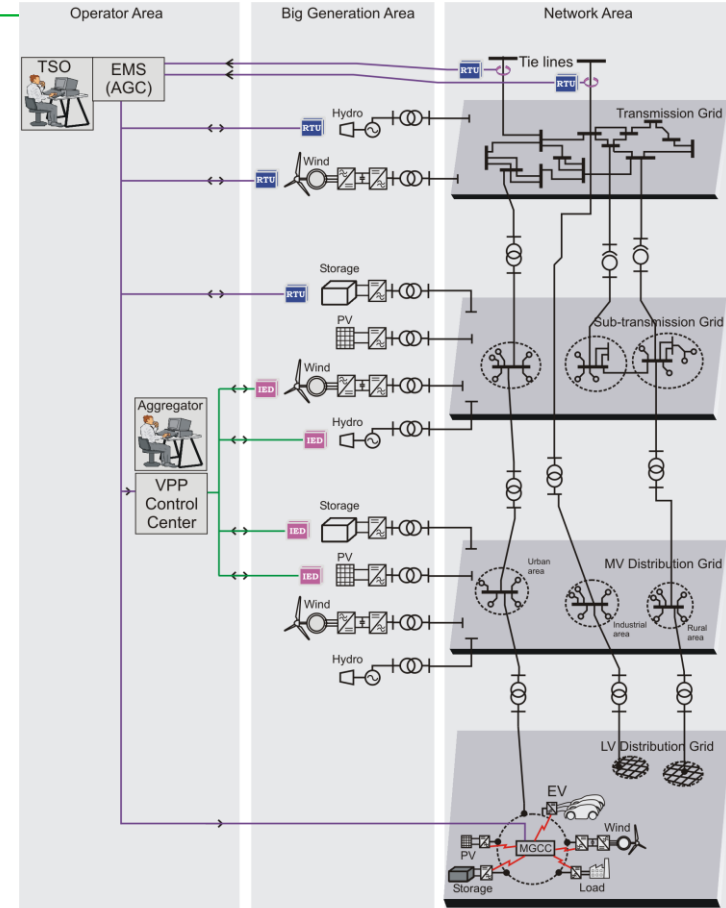 Operator Area
Big Generation Area
Network Area
TSO
EMS
(AGC)
RTU
Tie lines
RTU
Transmission Grid
Hydro
RTU
Wind
RTU
Storage
RTU
PV
Sub-transmission Grid
Wind
IED
Aggregator
Hydro
IED
VPP
Control
Center
Storage
IED
PV
IED
MV Distribution Grid
Urban
area
Wind
Industrial
area
Rural
area
Hydro
LV Distribution Grid
EV
Wind
PV
MGCC
Storage
Load